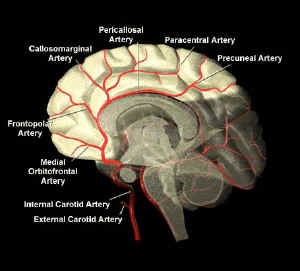 Pericallosal
Artery
Paracentral Artery
Callosomarginal
Artery
Precuneal Artery
Frontopolar
Artery
Medial
Orbitofrontal
Artery
Internal Carotid Artery
External Carotid Artery